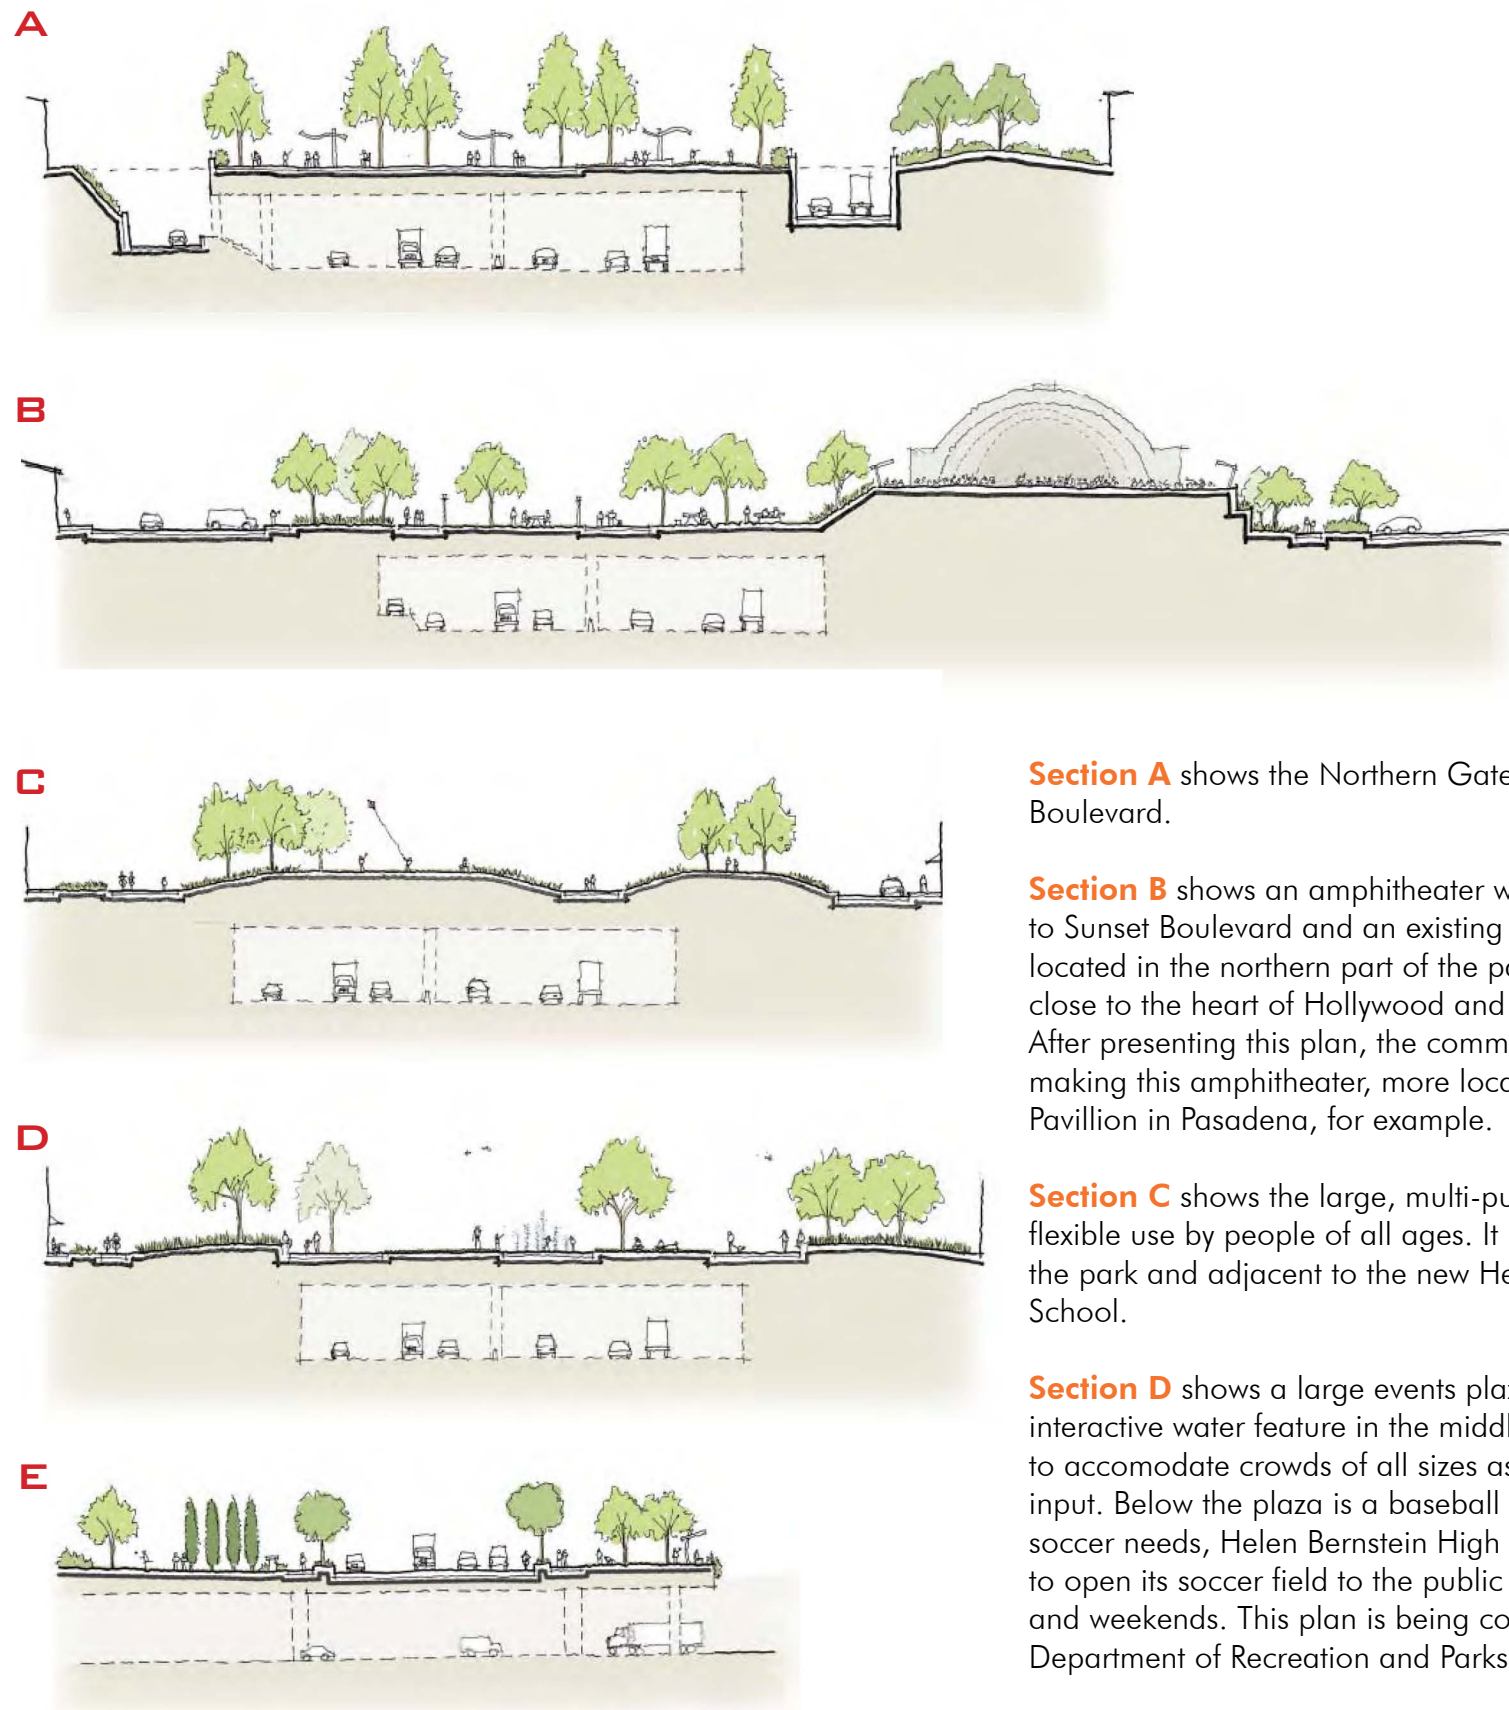 A
B
C
D
E
Section A shows the Northern Gate
Boulevard.
Section B shows an amphitheater w
to Sunset Boulevard and an existing
located in the northern part of the pa
close to the heart of Hollywood and
After presenting this plan, the comm
making this amphitheater, more loca
Pavillion in Pasadena, for example.
Section C shows the large, multi-pu
flexible use by people of all ages. It
the park and adjacent to the new He
School.
Section D shows a large events pla
interactive water feature in the middl
to accomodate crowds of all sizes as
input. Below the plaza is a baseball
soccer needs, Helen Bernstein High
to open its soccer field to the public
and weekends. This plan is being co
Department of Recreation and Parks